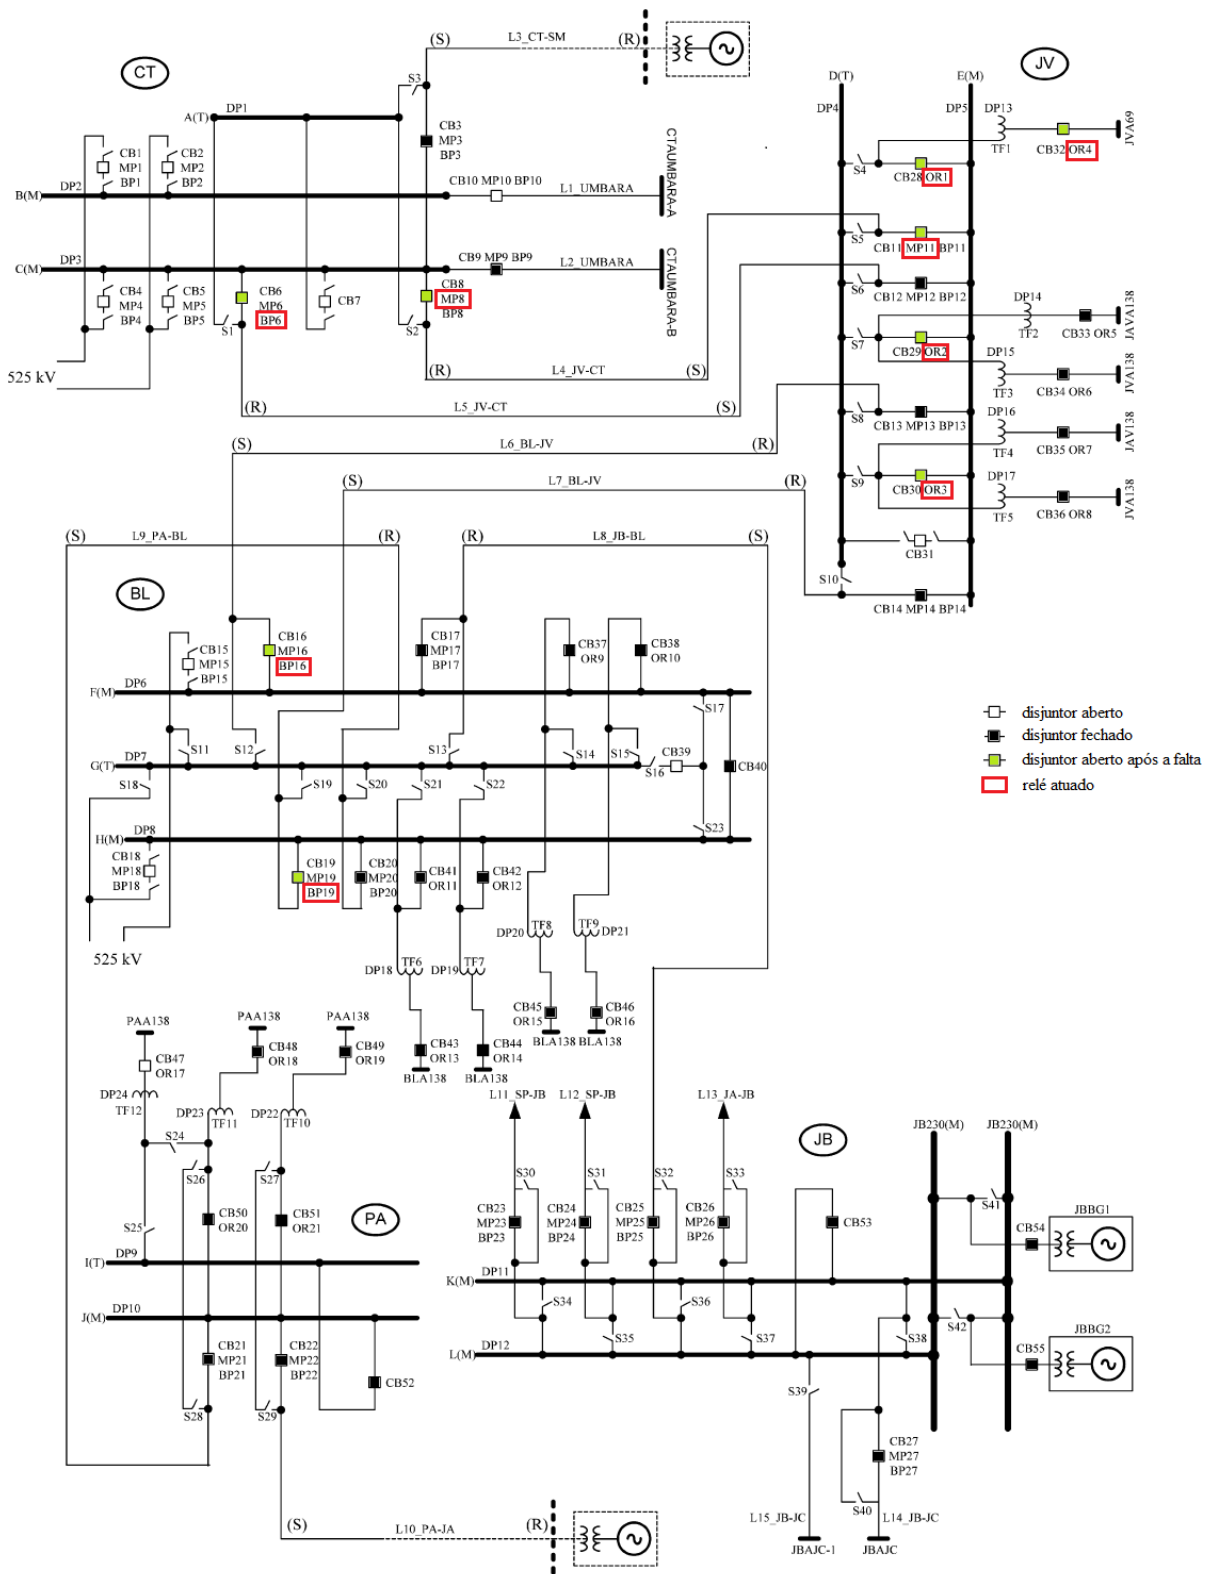 L3_CT-SM
(S)
(R)
CT
S3
A(T)
DP1
CB3
MP3
BP3
CB1
MP1
BP1
CB2
MP2
BP2
B(M)
DP2
CB10 MP10 BP10
L1_UMBARA
CTAUMBARA-A
C(M)
DP3
CB9 MP9 BP9
L2_UMBARA
CTAUMBARA-B
CB4
MP4
BP4
CB5
MP5
BP5
S1
CB6
MP6
BP6
CB7
S2
CB8
MP8
BP8
525 kV
(R)
L4_JV-CT
(S)
(R)
L5_JV-CT
(S)
(S)
L6_BL-JV
(R)
L7_BL-JV
(S)
(R)
JV
D(T)
E(M)
DP4
DP5
DP13
TF1
CB32 OR4
JVA69
S4
CB28 OR1
S5
CB11 MP11 BP11
S6
CB12 MP12 BP12
DP14
TF2
CB33 OR5
JAVA138
S7
CB29 OR2
DP15
TF3
CB34 OR6
JVA138
S8
CB13 MP13 BP13
DP16
TF4
CB35 OR7
JAV138
S9
CB30 OR3
DP17
TF5
CB36 OR8
JVA138
CB31
S10
CB14 MP14 BP14
(S)
L9_PA-BL
(R)
(R)
L8_JB-BL
(S)
BL
CB15
MP15
BP15
CB16
MP16
BP16
CB17
MP17
BP17
CB37
OR9
CB38
OR10
F(M)
DP6
S17
S11
S12
S13
S14
S15
S16
CB39
CB40
G(T)
DP7
S18
S19
S20
S21
S22
S23
H(M)
DP8
CB18
MP18
BP18
CB19
MP19
BP19
CB20
MP20
BP20
CB41
OR11
CB42
OR12
525 kV
DP18
TF6
DP19
TF7
DP20
TF8
TF9
DP21
CB43
OR13
BLA138
CB44
OR14
BLA138
CB45
OR15
BLA138
CB46
OR16
BLA138
disjuntor aberto
disjuntor fechado
disjuntor aberto após a falta
relé atuado
PAA138
PAA138
PAA138
CB47
OR17
CB48
OR18
CB49
OR19
DP24
TF12
DP23
TF11
DP22
TF10
S24
S26
S27
S25
CB50
OR20
CB51
OR21
PA
I(T)
DP9
J(M)
DP10
CB21
MP21
BP21
CB22
MP22
BP22
CB52
S28
S29
(S)
L10_PA-JA
(R)
L11_SP-JB
L12_SP-JB
L13_JA-JB
JB
JB230(M)
JB230(M)
S30
S31
S32
S33
CB23
MP23
BP23
CB24
MP24
BP24
CB25
MP25
BP25
CB26
MP26
BP26
CB53
S41
CB54
JBBG1
K(M)
DP11
S34
S35
S36
S37
S38
S42
CB55
JBBG2
L(M)
DP12
S39
CB27
MP27
BP27
S40
L15_JB-JC
L14_JB-JC
JBAJC-1
JBAJC